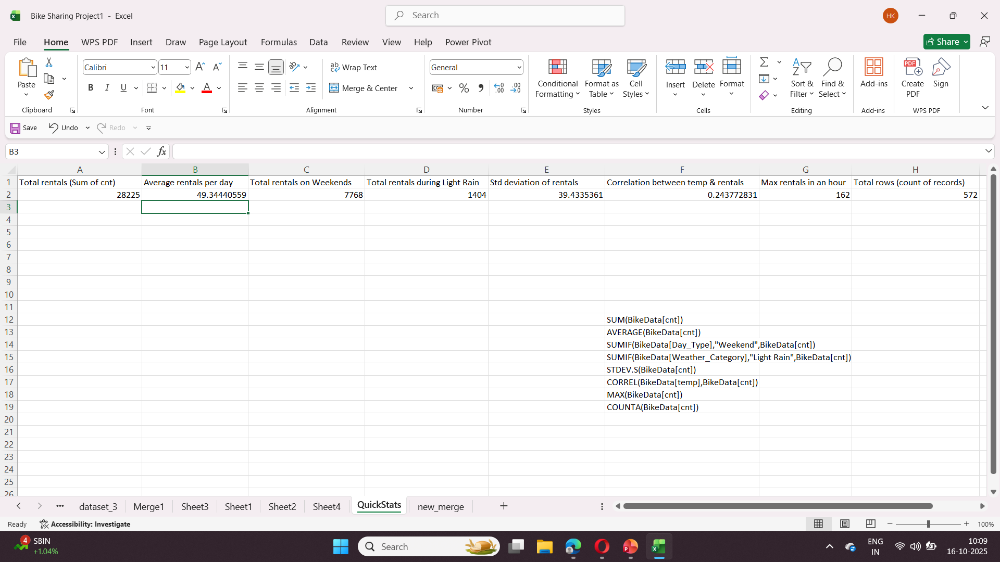 Bike Sharing Project1 - Excel
Search
HK
File Home WPS PDF Insert Draw Page Layout Formulas Data Review View Help Power Pivot
Share
Paste
Calibri 11
B I U
Wrap Text
Merge & Center
General
Conditional Formatting
Format as Table
Cell Styles
Insert Delete Format
Sort & Filter
Find & Select
Add-ins
Create PDF
Sign
Clipboard Font Alignment Number Styles Cells Editing Add-ins WPS PDF
Save Undo Redo
B3
fx
A B C D E F G H
1 Total rentals (Sum of cnt) Average rentals per day Total rentals on Weekends Total rentals during Light Rain Std deviation of rentals Correlation between temp & rentals Max rentals in an hour Total rows (count of records)
2 28225 49.34440559 7768 1404 39.4335361 0.243772831 162 572
3
4
5
6
7
8
9
10
11
12 SUM(BikeData[cnt])
13 AVERAGE(BikeData[cnt])
14 SUMIF(BikeData[Day_Type],"Weekend",BikeData[cnt])
15 SUMIF(BikeData[Weather_Category],"Light Rain",BikeData[cnt])
16 STDEV.S(BikeData[cnt])
17 CORREL(BikeData[temp],BikeData[cnt])
18 MAX(BikeData[cnt])
19 COUNTA(BikeData[cnt])
20
21
22
23
24
25
26
dataset_3 Merge1 Sheet3 Sheet1 Sheet2 Sheet4 QuickStats new_merge
Ready Accessibility: Investigate 100%
4 SBIN
+1.04%
Search
ENG
IN
10:09
16-10-2025